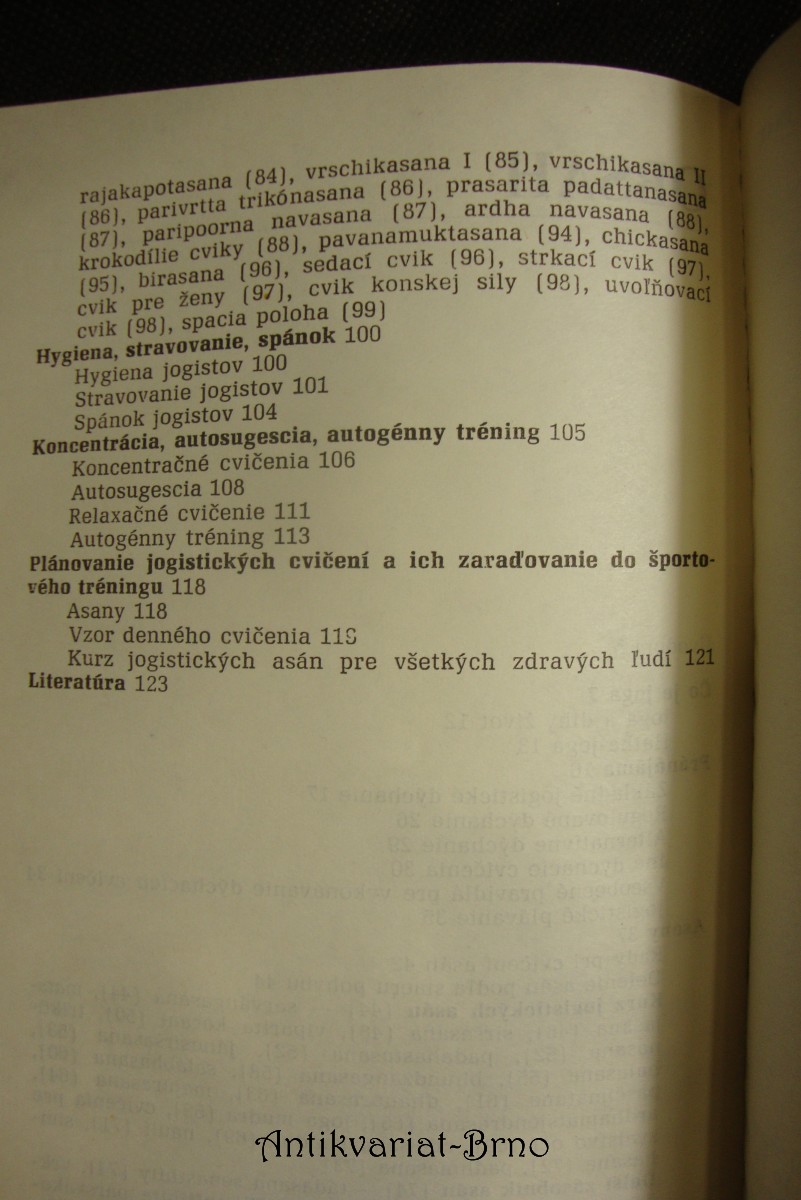 rajakapotasana (84), vrschikasana I (85), vrschikasana II
(86), parivrtta trikónasana (86), prasarita padattanasana
(87), paripoorna navasana (87), ardha navasana (88),
krokodílie cviky (88), pavanamuktasana (94), chickasana
(95), birasana (96), sedací cvik (96), strkací cvik (97),
cvik pre ženy (97), cvik konskej sily (98), uvoľňovací
cvik (98), spacia poloha (99)
Hygiena, stravovanie, spánok 100
Hygiena jogistov 100
Stravovanie jogistov 101
Spánok jogistov 104
Koncentrácia, autosugescia, autogénny tréning 105
Koncentračné cvičenia 106
Autosugescia 108
Relaxačné cvičenie 111
Autogénny tréning 113
Plánovanie jogistických cvičení a ich zaraďovanie do športo-
vého tréningu 118
Asany 118
Vzor denného cvičenia 118
Kurz jogistických asán pre všetkých zdravých ľudí 121
Literatúra 123
Antikvariat-Brno